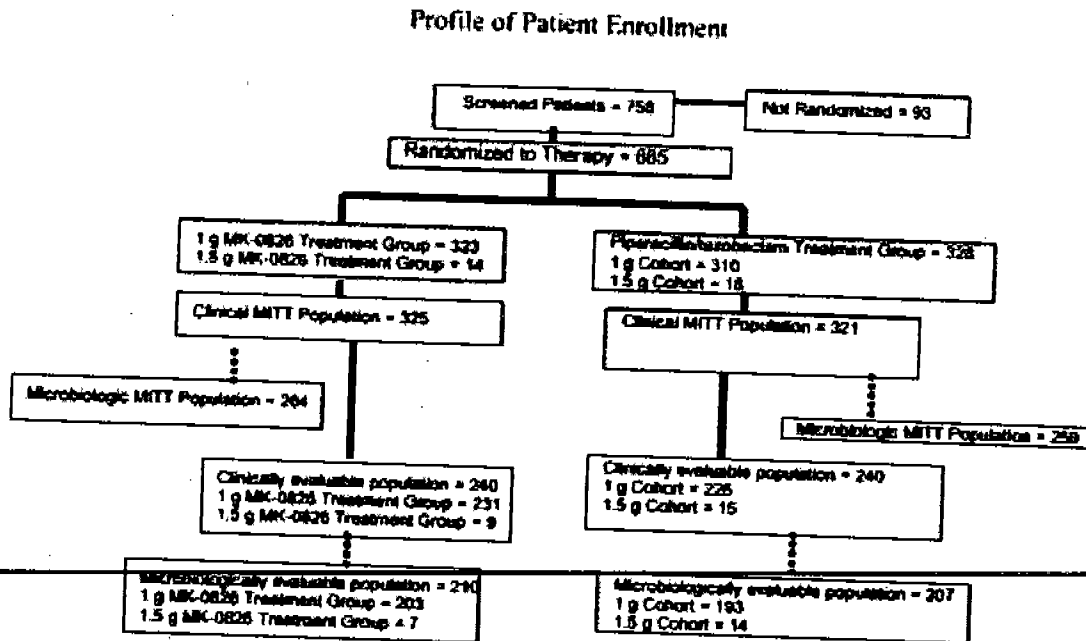 Profile of Patient Enrollment
Screened Patients = 758
Not Randomized = 93
Randomized to Therapy = 665
1 g MK-0826 Treatment Group = 323
1.5 g MK-0826 Treatment Group = 14
Piperacillin/tazobactam Treatment Group = 328
1 g Cohort = 310
1.5 g Cohort = 18
Clinical MITT Population = 325
Clinical MITT Population = 321
Microbiologic MITT Population = 264
Microbiologic MITT Population = 259
Clinically evaluable population = 240
1 g MK-0826 Treatment Group = 231
1.5 g MK-0826 Treatment Group = 9
Clinically evaluable population = 240
1 g Cohort = 225
1.5 g Cohort = 15
Microbiologically evaluable population = 210
1 g MK-0826 Treatment Group = 203
1.5 g MK-0826 Treatment Group = 7
Microbiologically evaluable population = 207
1 g Cohort = 193
1.5 g Cohort = 14